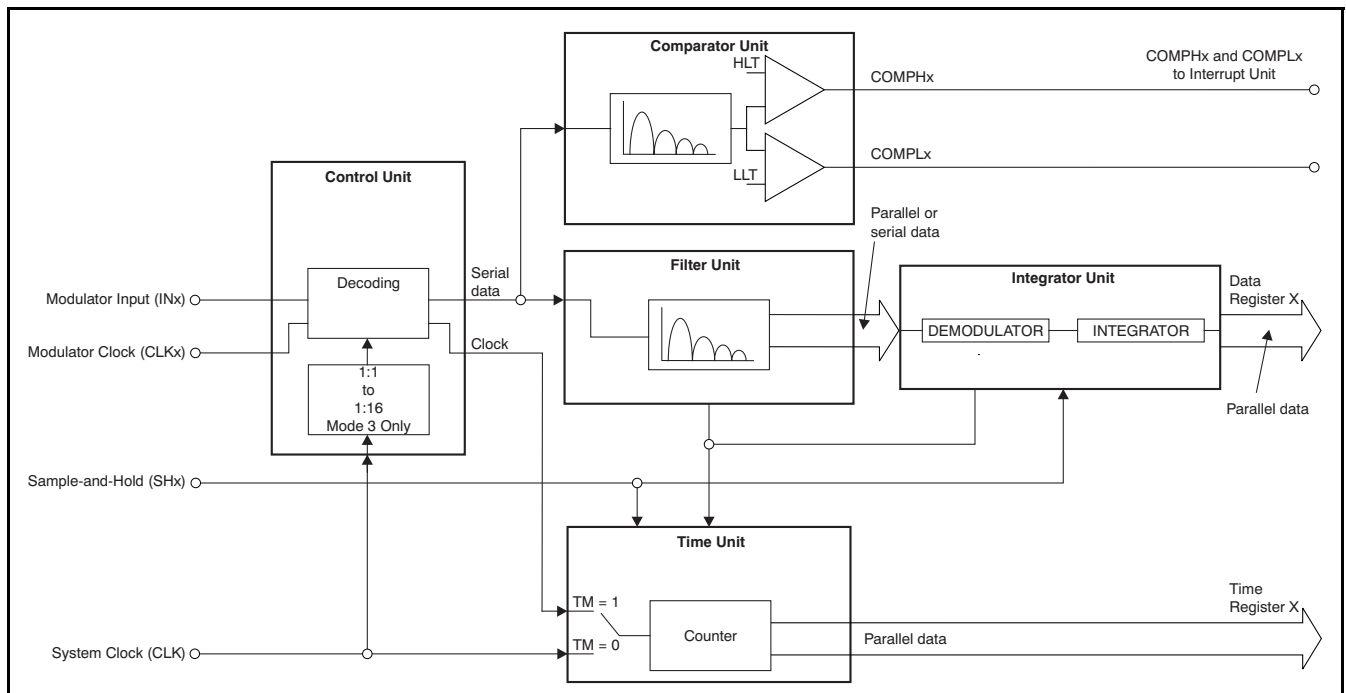 Comparator Unit
HLT
COMPHx
COMPHx and COMPLx
to Interrupt Unit
COMPLx
LLT
Control Unit
Parallel or
serial data
Filter Unit
Integrator Unit
Decoding
Serial
data
Data
Register X
Modulator Input (INx)
DEMODULATOR
INTEGRATOR
Modulator Clock (CLKx)
Clock
1:1
to
1:16
Mode 3 Only
Parallel data
Sample-and-Hold (SHx)
Time Unit
TM = 1
Time
Register X
Counter
TM = 0
Parallel data
System Clock (CLK)